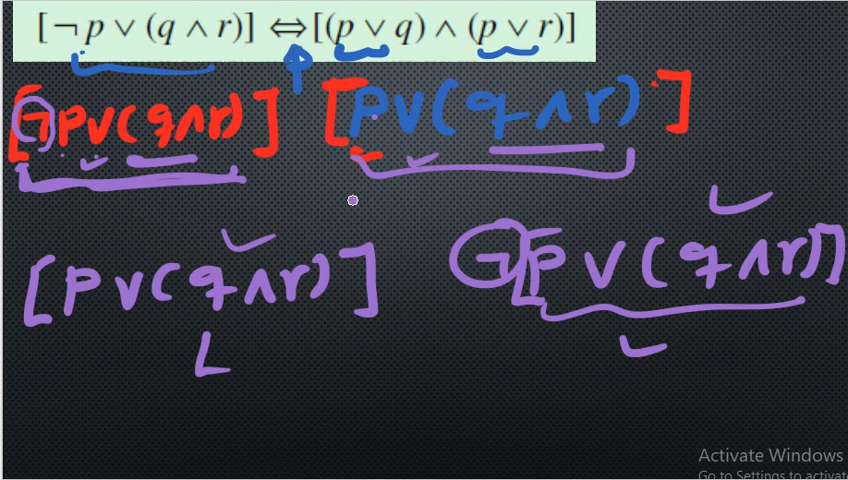 [¬ p ∨ (q ∧ r)] ⇔ [(p ∨ q) ∧ (p ∨ r)]
[¬p∨(q∧r)] [p∨(q∧r)]
[p∨(q∧r)] ¬[p∨(q∧r)]
Activate Windows
Go to Settings to activat